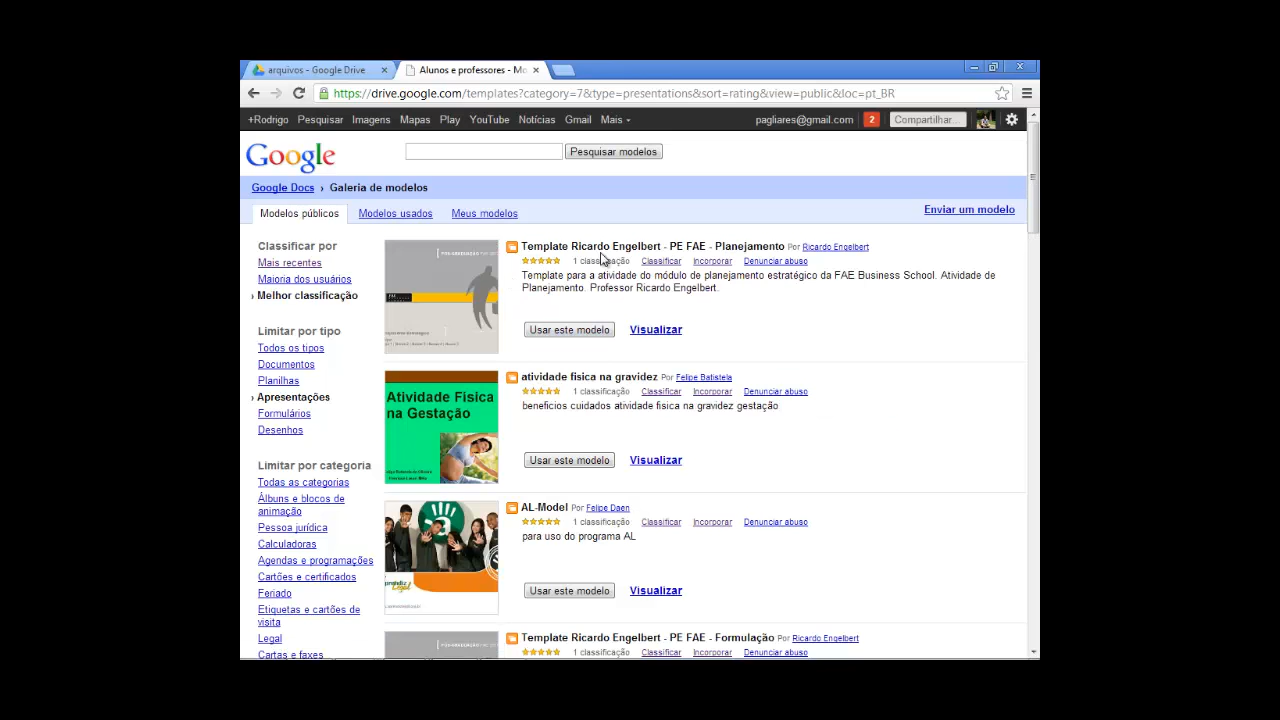 arquivos - Google Drive
Alunos e professores - Mo
https://drive.google.com/templates?category=7&type=presentations&sort=rating&view=public&loc=pt_BR
+Rodrigo Pesquisar Imagens Mapas Play YouTube Notícias Gmail Mais
pagliares@gmail.com 2 Compartilhar...
Google
Pesquisar modelos
Google Docs › Galeria de modelos
Modelos públicos Modelos usados Meus modelos
Enviar um modelo
Classificar por
Mais recentes
Maioria dos usuários
› Melhor classificação
Limitar por tipo
Todos os tipos
Documentos
Planilhas
› Apresentações
Formulários
Desenhos
Limitar por categoria
Todas as categorias
Álbuns e blocos de
animação
Pessoa jurídica
Calculadoras
Agendas e programações
Cartões e certificados
Feriado
Etiquetas e cartões de
visita
Legal
Cartas e faxes
Template Ricardo Engelbert - PE FAE - Planejamento Por Ricardo Engelbert
1 classificação Classificar Incorporar Denunciar abuso
Template para a atividade do módulo de planejamento estratégico da FAE Business School. Atividade de
Planejamento. Professor Ricardo Engelbert.
Usar este modelo Visualizar
Atividade Fisica
na Gestação
atividade fisica na gravidez Por Felipe Batistela
1 classificação Classificar Incorporar Denunciar abuso
beneficios cuidados atividade fisica na gravidez gestação
Usar este modelo Visualizar
AL-Model Por Felipe Daen
1 classificação Classificar Incorporar Denunciar abuso
para uso do programa AL
Usar este modelo Visualizar
Template Ricardo Engelbert - PE FAE - Formulação Por Ricardo Engelbert
1 classificação Classificar Incorporar Denunciar abuso